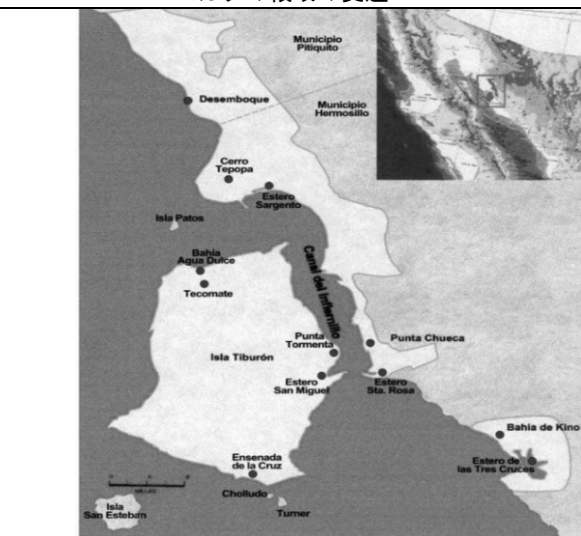 Municipio
Pitiquito
Desemboque
Municipio
Hermosillo
Cerro
Tepopa
Estero
Sargento
Isla Patos
Bahía
Agua Dulce
Tecomate
Canal del Infiernillo
Punta
Tormenta
Punta Chueca
Isla Tiburón
Estero
San Miguel
Estero
Sta. Rosa
Bahía de Kino
Estero de
las Tres Cruces
Ensenada
de la Cruz
Cholludo
Turner
Isla
San Esteban